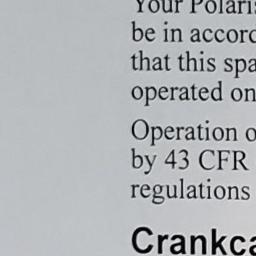 Your Polaris
be in accord
that this spa
operated on
Operation o
by 43 CFR
regulations
Crankca